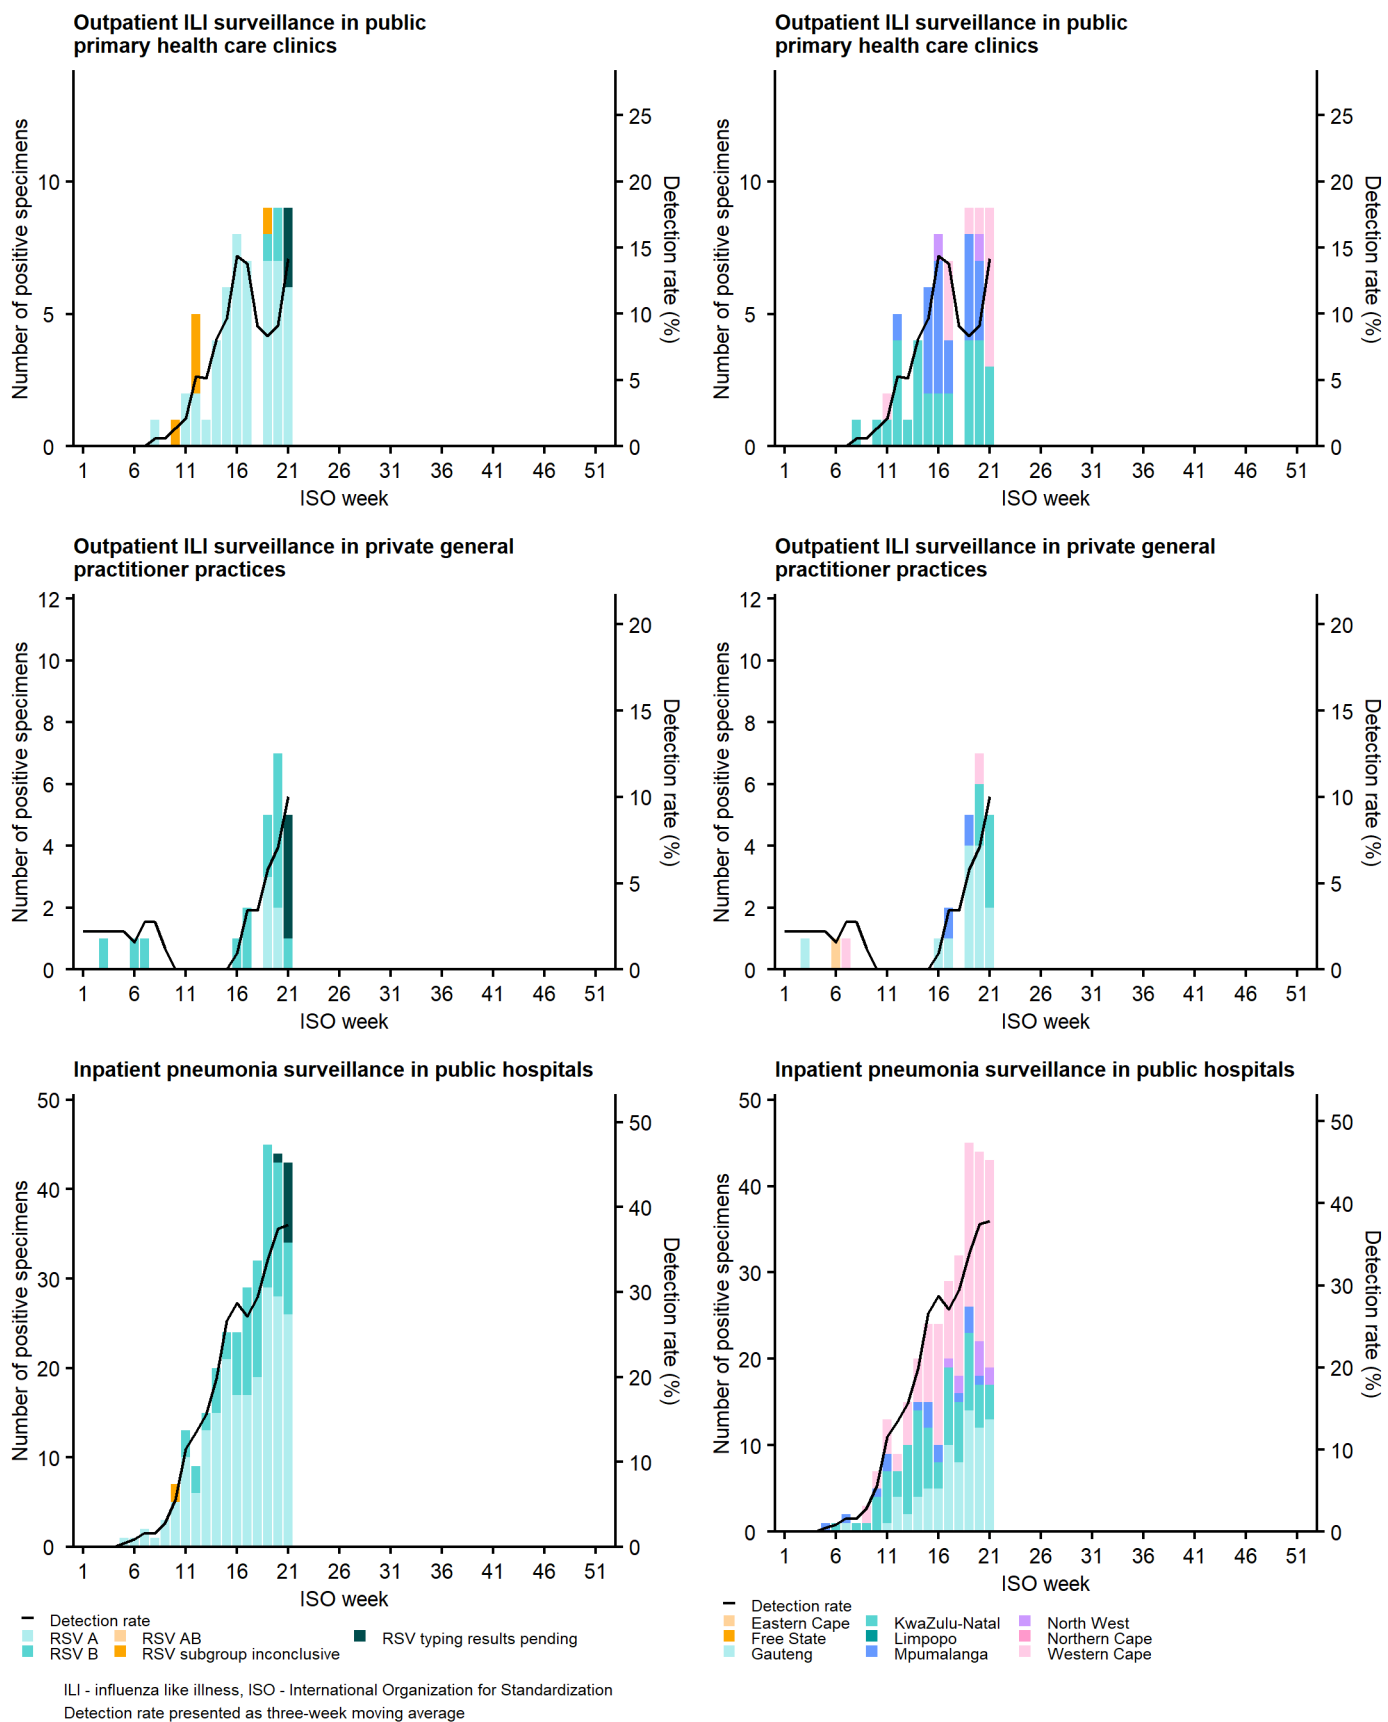 Outpatient ILI surveillance in public
primary health care clinics
Number of positive specimens
10
5
0
25
20
15
10
5
0
Detection rate (%)
1 6 11 16 21 26 31 36 41 46 51
ISO week
Outpatient ILI surveillance in public
primary health care clinics
Number of positive specimens
10
5
0
25
20
15
10
5
0
Detection rate (%)
1 6 11 16 21 26 31 36 41 46 51
ISO week
Outpatient ILI surveillance in private general
practitioner practices
Number of positive specimens
12
10
8
6
4
2
0
20
15
10
5
0
Detection rate (%)
1 6 11 16 21 26 31 36 41 46 51
ISO week
Outpatient ILI surveillance in private general
practitioner practices
Number of positive specimens
12
10
8
6
4
2
0
20
15
10
5
0
Detection rate (%)
1 6 11 16 21 26 31 36 41 46 51
ISO week
Inpatient pneumonia surveillance in public hospitals
Number of positive specimens
50
40
30
20
10
0
50
40
30
20
10
0
Detection rate (%)
1 6 11 16 21 26 31 36 41 46 51
ISO week
Inpatient pneumonia surveillance in public hospitals
Number of positive specimens
50
40
30
20
10
0
50
40
30
20
10
0
Detection rate (%)
1 6 11 16 21 26 31 36 41 46 51
ISO week
Detection rate
RSV A RSV AB RSV typing results pending
RSV B RSV subgroup inconclusive
Detection rate
Eastern Cape KwaZulu-Natal North West
Free State Limpopo Northern Cape
Gauteng Mpumalanga Western Cape
ILI - influenza like illness, ISO - International Organization for Standardization
Detection rate presented as three-week moving average